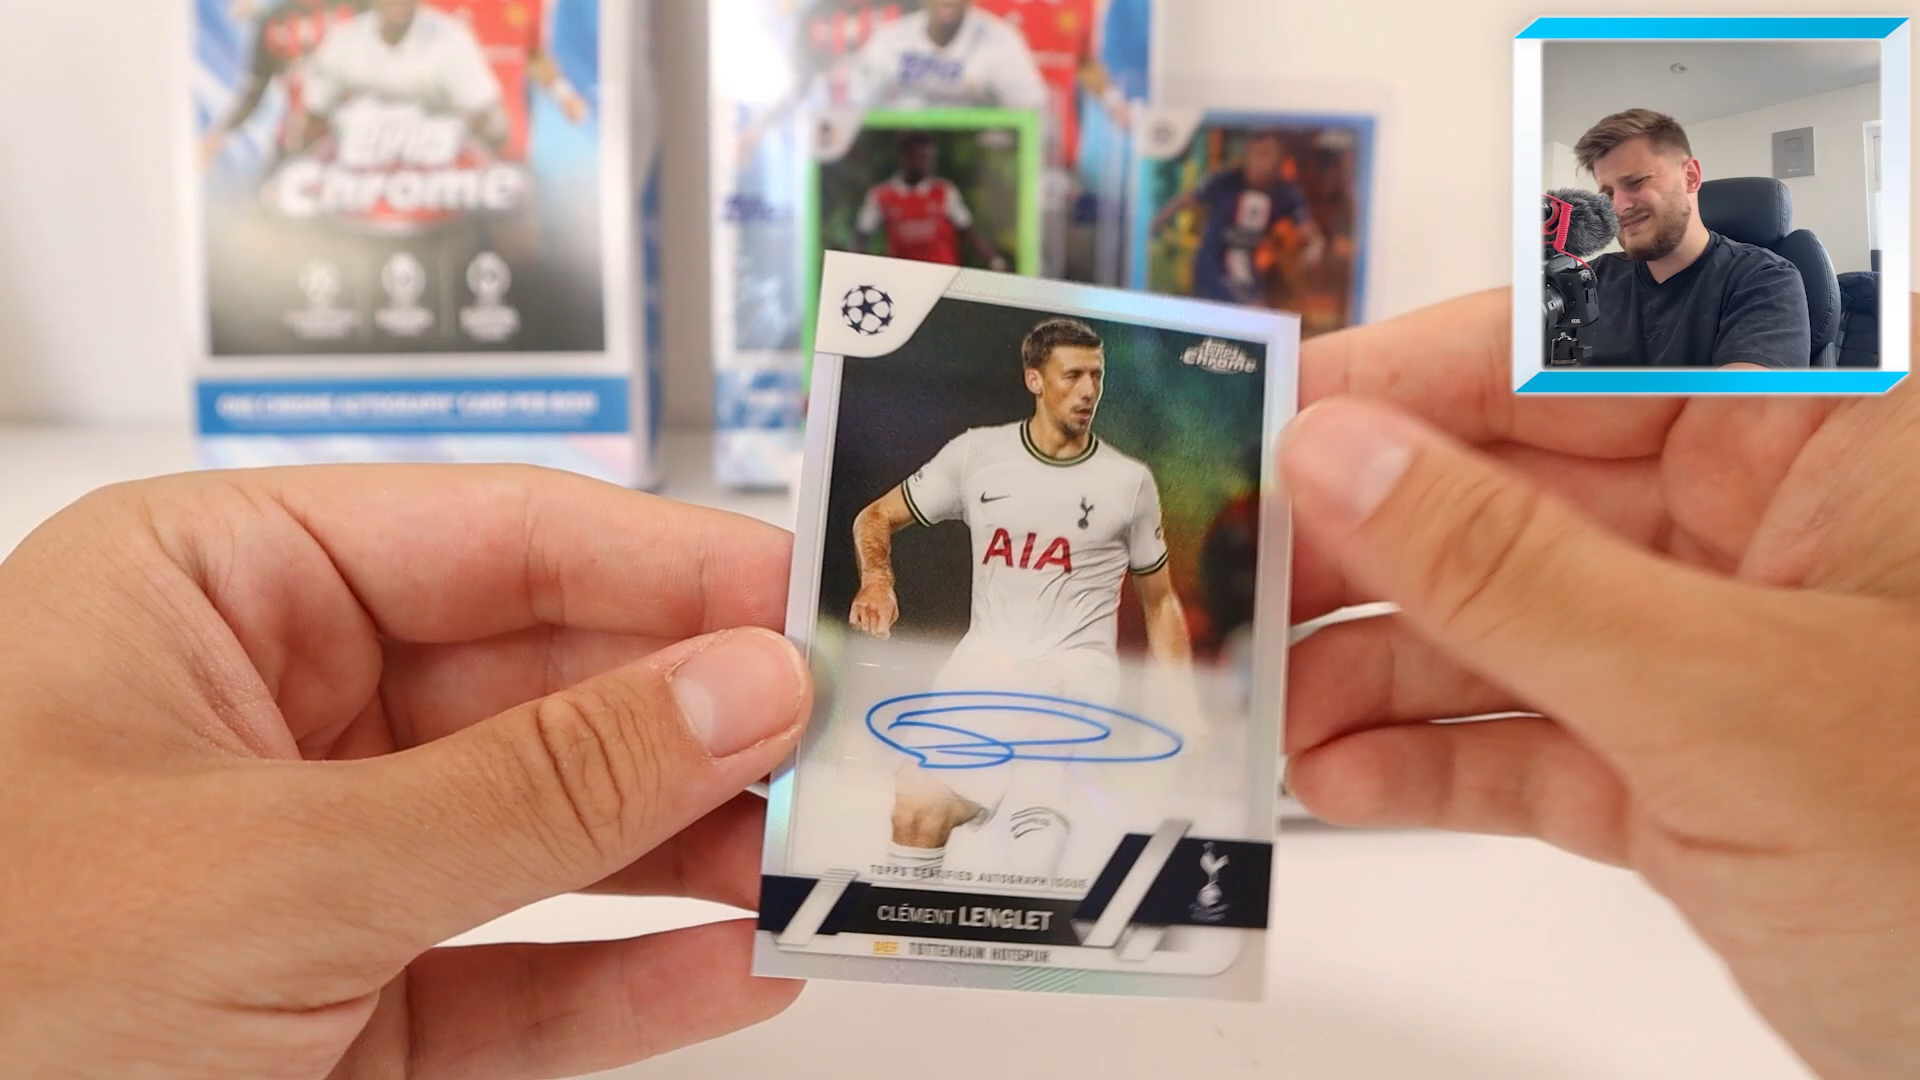 Topps
Chrome
ONE CHROME AUTOGRAPH CARD PER BOX
Topps
Chrome
AIA
TOPPS CERTIFIED AUTOGRAPH ISSUE
CLÉMENT LENGLET
DEF TOTTENHAM HOTSPUR